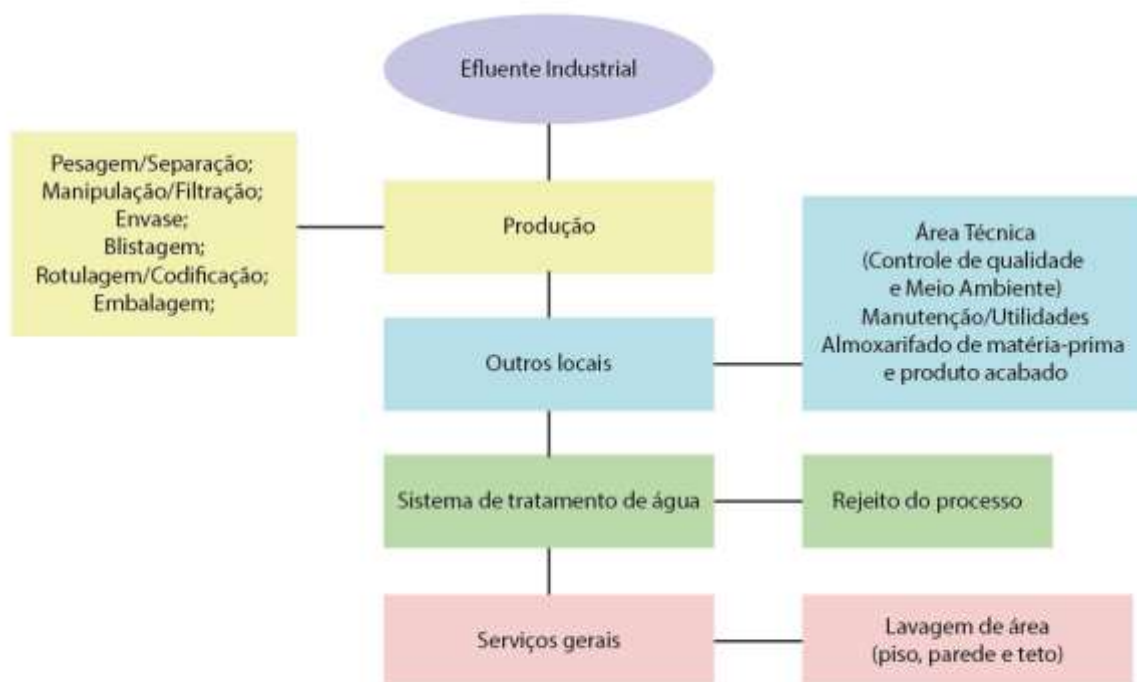 Efluente Industrial
Pesagem/Separação;
Manipulação/Filtração;
Envase;
Blistagem;
Rotulagem/Codificação;
Embalagem;
Produção
Área Técnica
(Controle de qualidade
e Meio Ambiente)
Manutenção/Utilidades
Almoxarifado de matéria-prima
e produto acabado
Outros locais
Sistema de tratamento de água
Rejeito do processo
Serviços gerais
Lavagem de área
(piso, parede e teto)